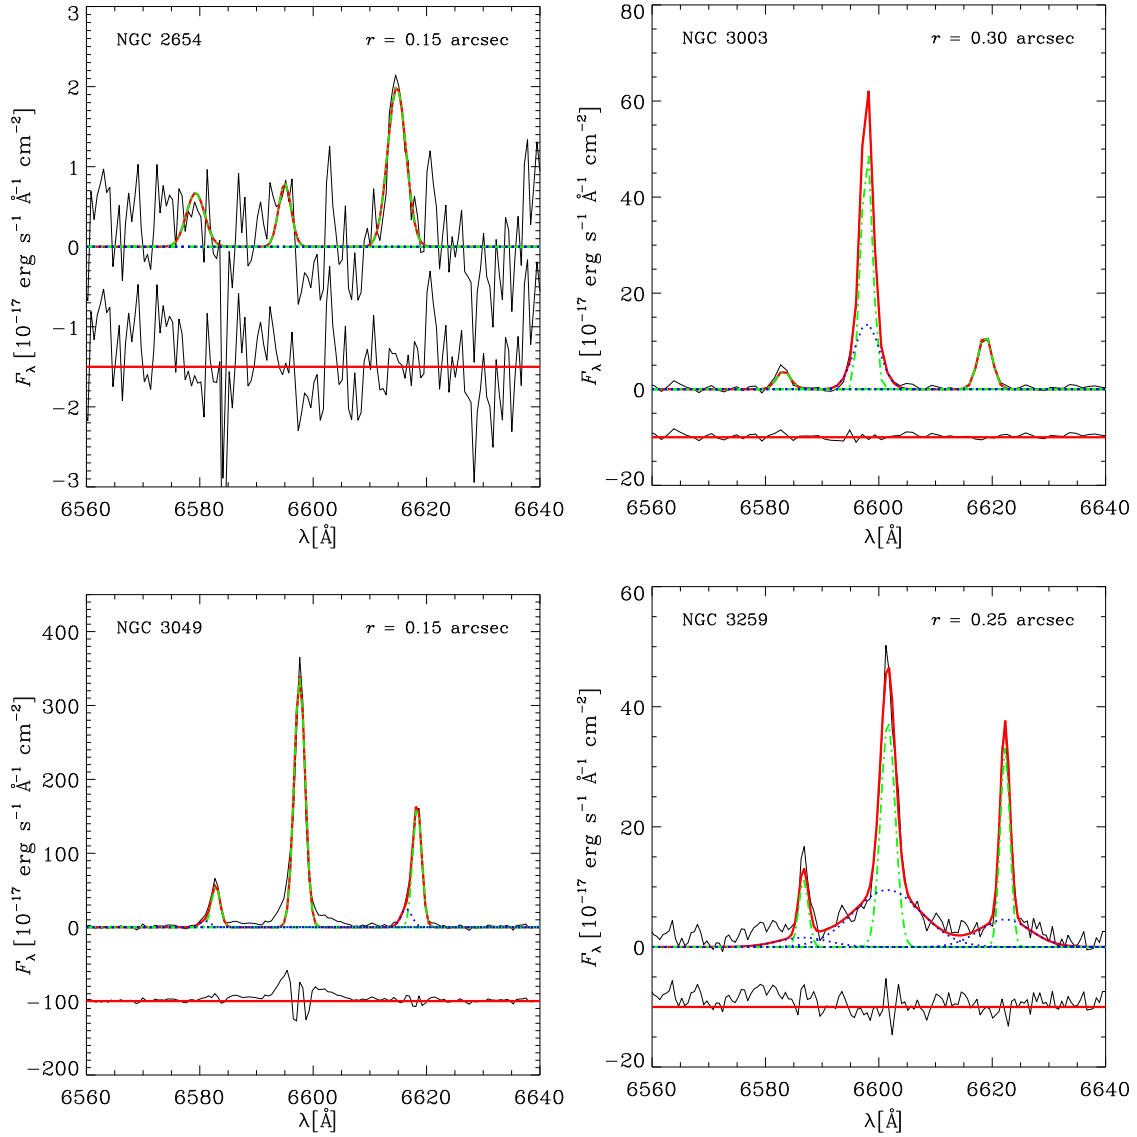 NGC 2654 r = 0.15 arcsec
3
2
1
0
−1
−2
−3
F_λ [10⁻¹⁷ erg s⁻¹ Å⁻¹ cm⁻²]
6560 6580 6600 6620 6640
λ[Å]
NGC 3003 r = 0.30 arcsec
80
60
40
20
0
−20
F_λ [10⁻¹⁷ erg s⁻¹ Å⁻¹ cm⁻²]
6560 6580 6600 6620 6640
λ[Å]
NGC 3049 r = 0.15 arcsec
400
300
200
100
0
−100
−200
F_λ [10⁻¹⁷ erg s⁻¹ Å⁻¹ cm⁻²]
6560 6580 6600 6620 6640
λ[Å]
NGC 3259 r = 0.25 arcsec
60
40
20
0
−20
F_λ [10⁻¹⁷ erg s⁻¹ Å⁻¹ cm⁻²]
6560 6580 6600 6620 6640
λ[Å]